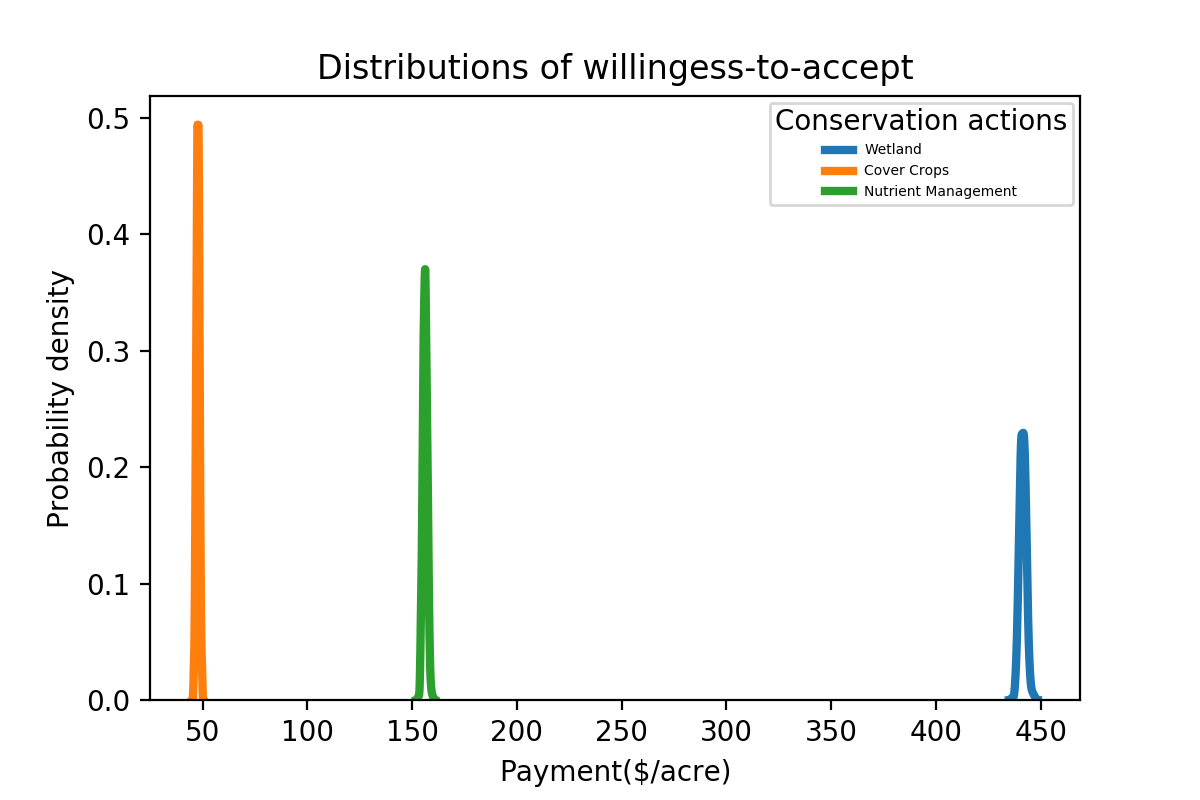 Distributions of willingess-to-accept
Conservation actions
Wetland
Cover Crops
Nutrient Management
Probability density
0.5
0.4
0.3
0.2
0.1
0.0
50 100 150 200 250 300 350 400 450
Payment($/acre)